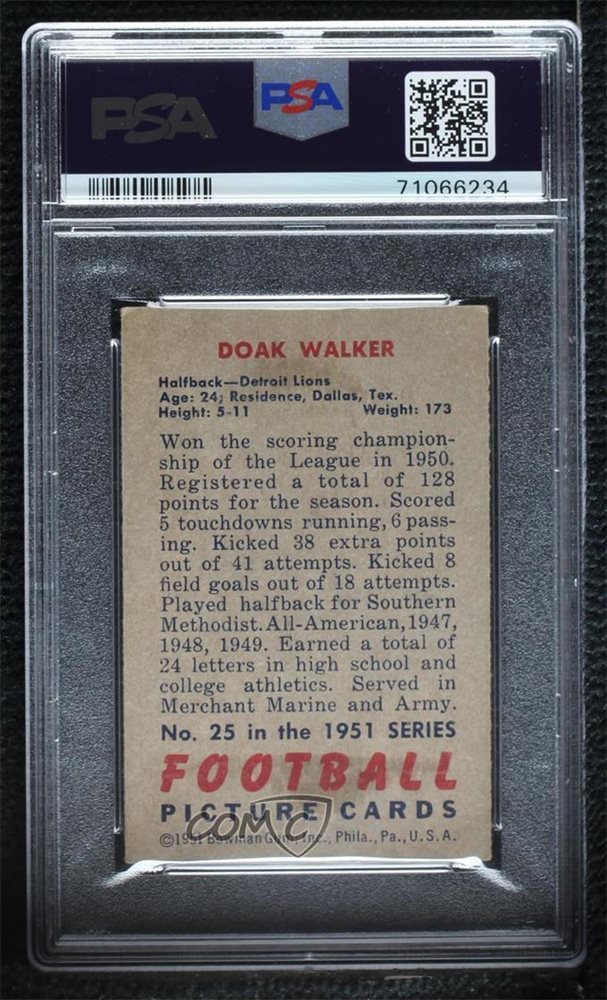 PSA
PSA
71066234
DOAK WALKER
Halfback—Detroit Lions
Age: 24; Residence, Dallas, Tex.
Height: 5-11 Weight: 173
Won the scoring champion-
ship of the League in 1950.
Registered a total of 128
points for the season. Scored
5 touchdowns running, 6 pass-
ing. Kicked 38 extra points
out of 41 attempts. Kicked 8
field goals out of 18 attempts.
Played halfback for Southern
Methodist. All-American, 1947,
1948, 1949. Earned a total of
24 letters in high school and
college athletics. Served in
Merchant Marine and Army.
No. 25 in the 1951 SERIES
FOOTBALL
PICTURE CARDS
COMC
©1951 Bowman Gum, Inc., Phila., Pa., U.S.A.